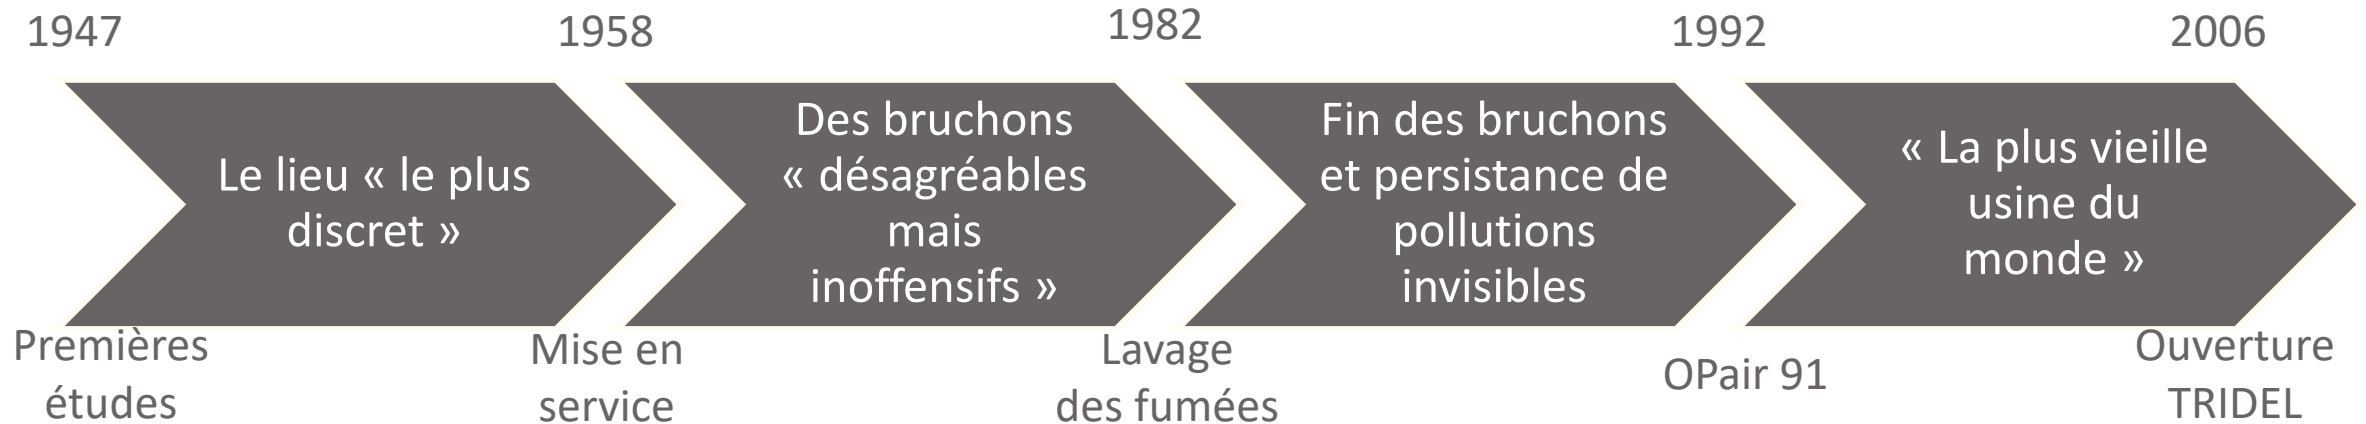 1947
1958
1982
1992
2006
Le lieu « le plus
discret »
Des bruchons
« désagréables
mais
inoffensifs »
Fin des bruchons
et persistance de
pollutions
invisibles
« La plus vieille
usine du
monde »
Premières
études
Mise en
service
Lavage
des fumées
OPair 91
Ouverture
TRIDEL